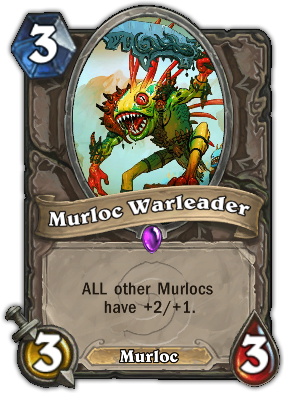 3
Murloc Warleader
ALL other Murlocs
have +2/+1.
3
Murloc
3